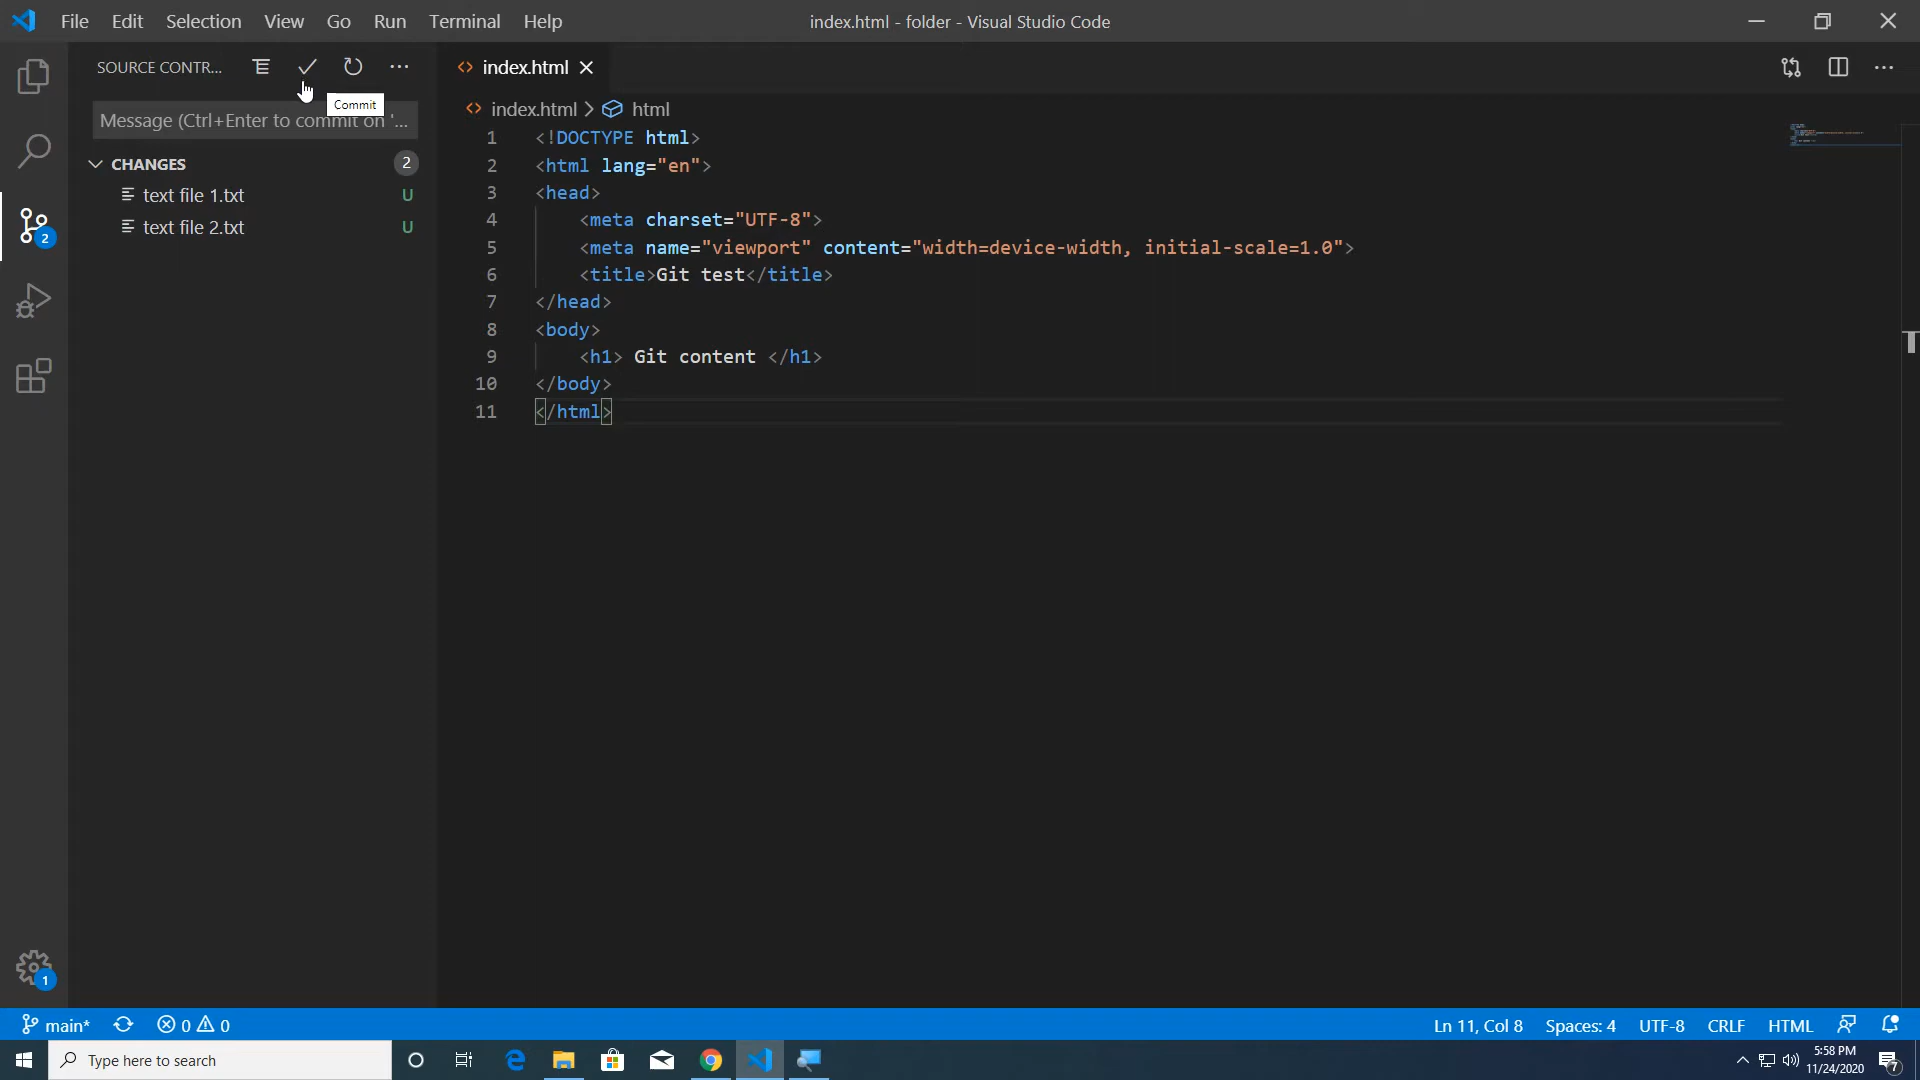 File Edit Selection View Go Run Terminal Help
index.html - folder - Visual Studio Code
SOURCE CONTR...
Commit
Message (Ctrl+Enter to commit on '...
CHANGES 2
text file 1.txt U
text file 2.txt U
2
1
index.html
index.html > html
1 <!DOCTYPE html>
2 <html lang="en">
3 <head>
4 <meta charset="UTF-8">
5 <meta name="viewport" content="width=device-width, initial-scale=1.0">
6 <title>Git test</title>
7 </head>
8 <body>
9 <h1> Git content </h1>
10 </body>
11 </html>
main* 0 0 Ln 11, Col 8 Spaces: 4 UTF-8 CRLF HTML
Type here to search
5:58 PM
11/24/2020
7